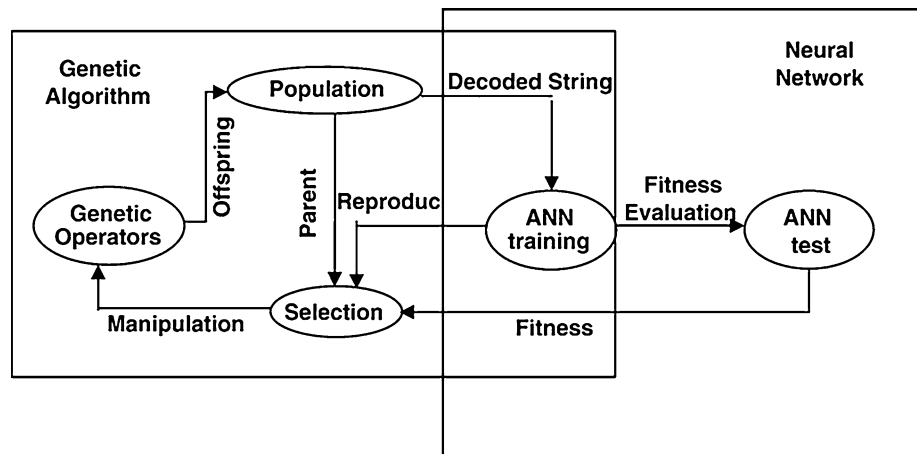 Genetic
Algorithm
Population
Decoded String
Neural
Network
Offspring
Parent
Reproduc
Genetic
Operators
ANN
training
Fitness
Evaluation
ANN
test
Selection
Manipulation
Fitness